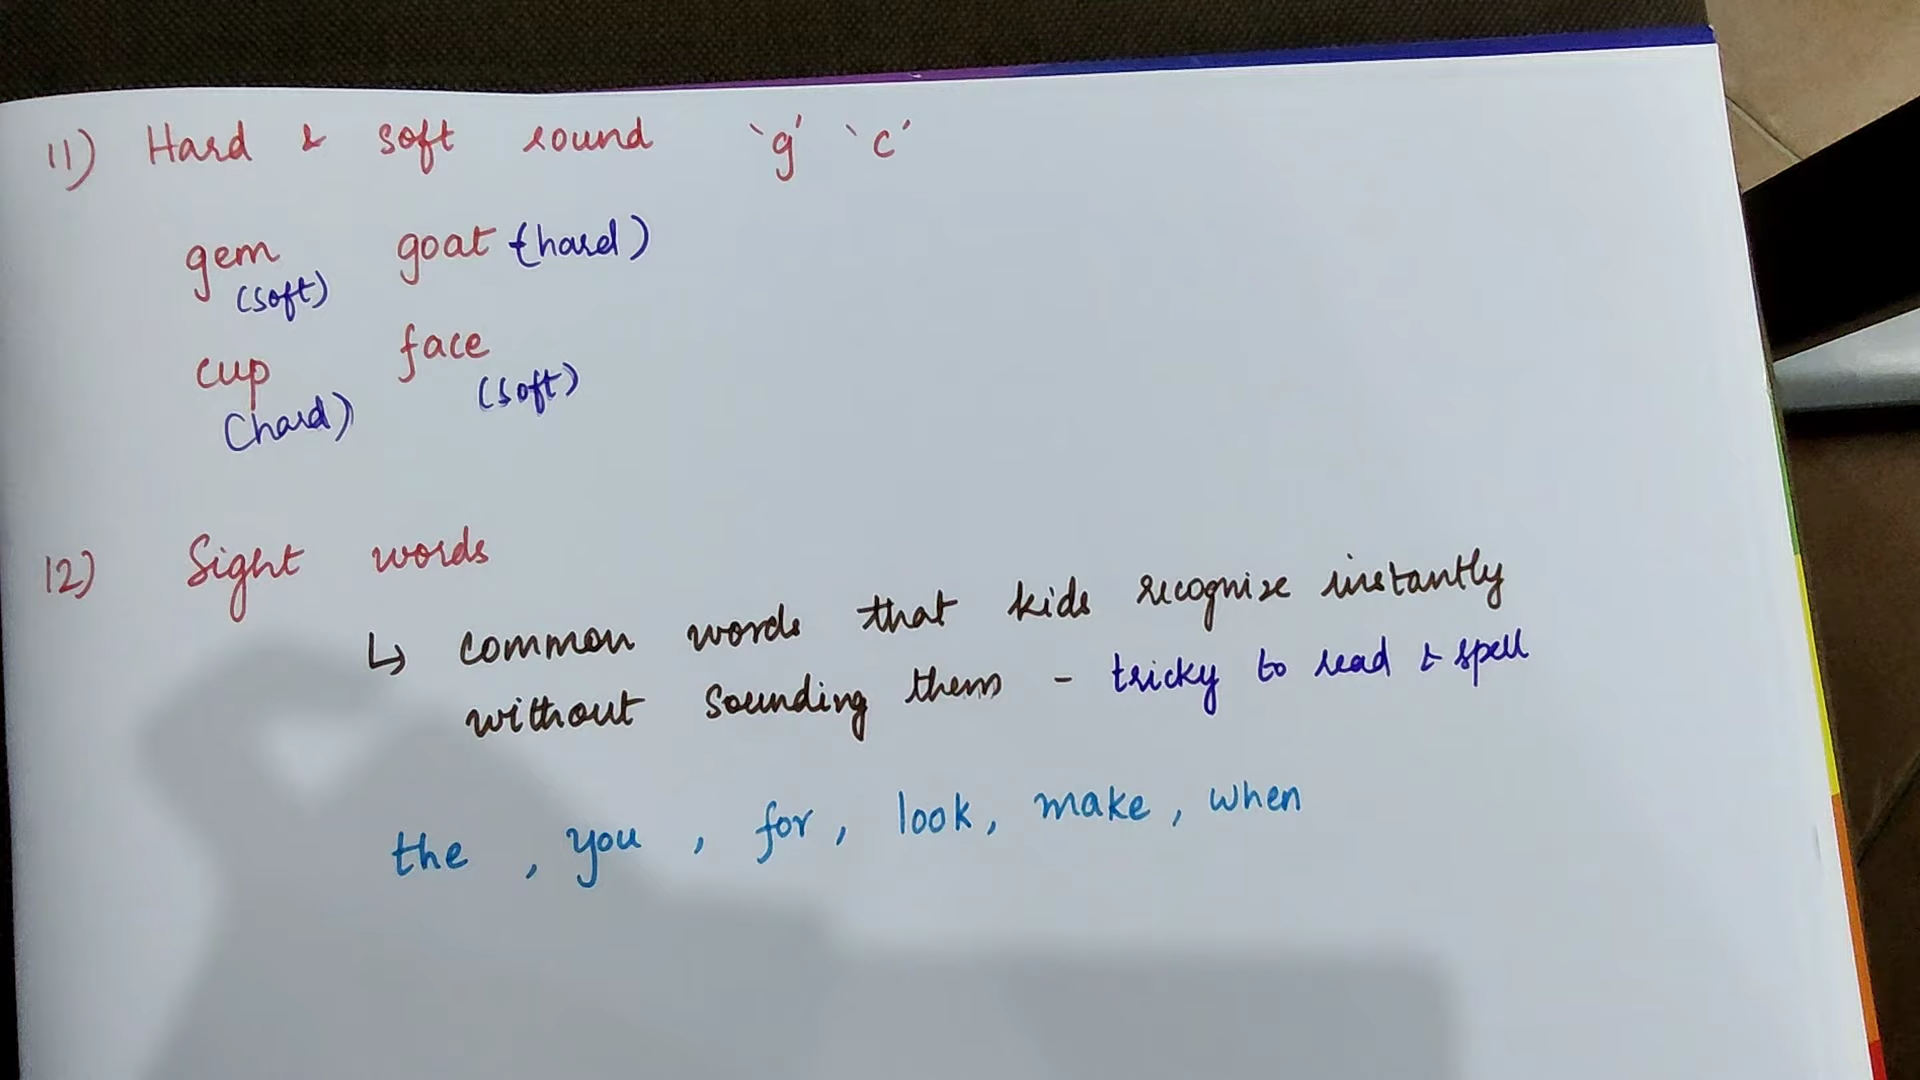 11) Hard & soft sound 'g' 'c'
gem goat (hard)
(soft)
cup face
(hard) (soft)
12) Sight words
↳ common words that kids recognize instantly
without sounding them - tricky to read & spell
the , you , for , look , make , when